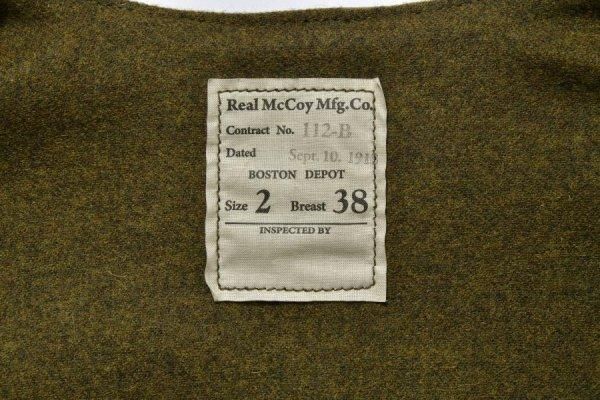 Real McCoy Mfg.Co.,
Contract No. 112-B
Dated Sept. 10.
BOSTON DEPOT
Size 2 Breast 38
INSPECTED BY